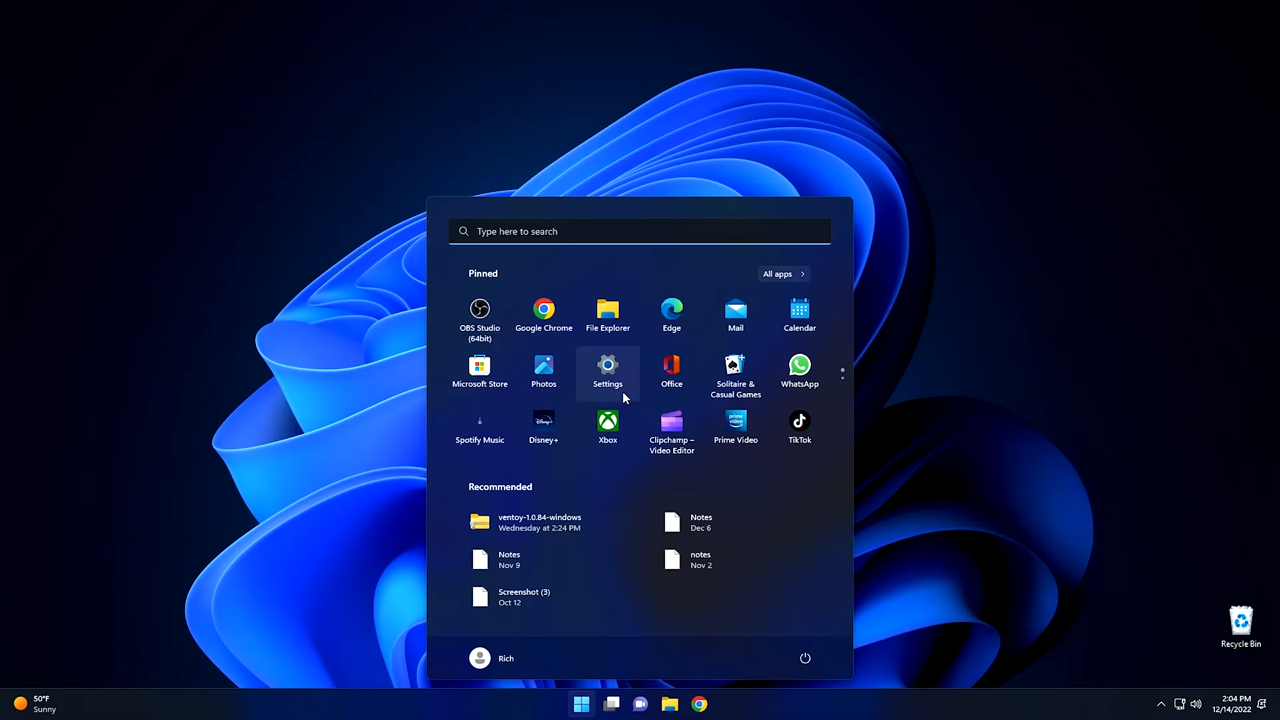 Type here to search
Pinned
All apps
OBS Studio
(64bit)
Google Chrome
File Explorer
Edge
Mail
Calendar
Microsoft Store
Photos
Settings
Office
Solitaire &
Casual Games
WhatsApp
Spotify Music
Disney+
Xbox
Clipchamp –
Video Editor
prime
video
Prime Video
TikTok
Recommended
ventoy-1.0.84-windows
Wednesday at 2:24 PM
Notes
Dec 6
Notes
Nov 9
notes
Nov 2
Screenshot (3)
Oct 12
Rich
Recycle Bin
50°F
Sunny
2:04 PM
12/14/2022